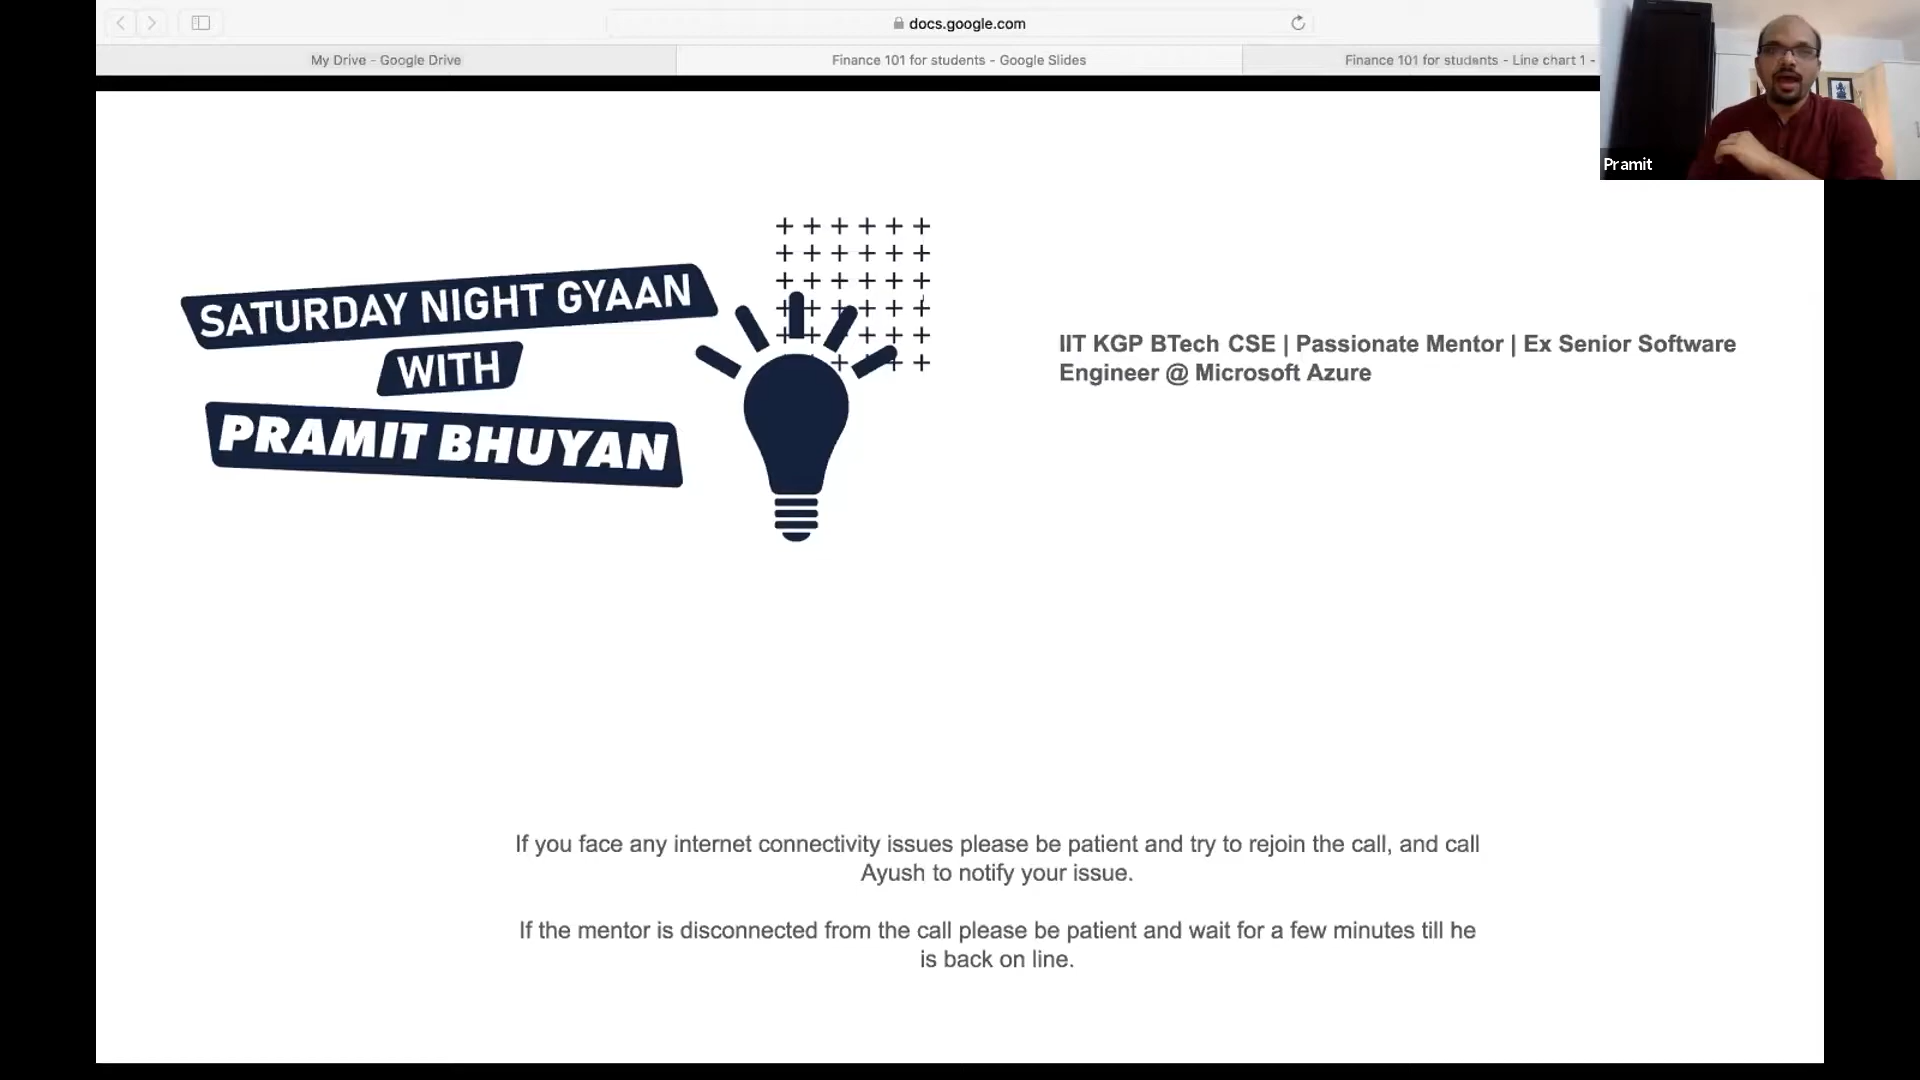 docs.google.com
My Drive - Google Drive
Finance 101 for students - Google Slides
Finance 101 for students - Line chart 1 -
Pramit
SATURDAY NIGHT GYAAN
WITH
PRAMIT BHUYAN
IIT KGP BTech CSE | Passionate Mentor | Ex Senior Software
Engineer @ Microsoft Azure
If you face any internet connectivity issues please be patient and try to rejoin the call, and call
Ayush to notify your issue.
If the mentor is disconnected from the call please be patient and wait for a few minutes till he
is back on line.